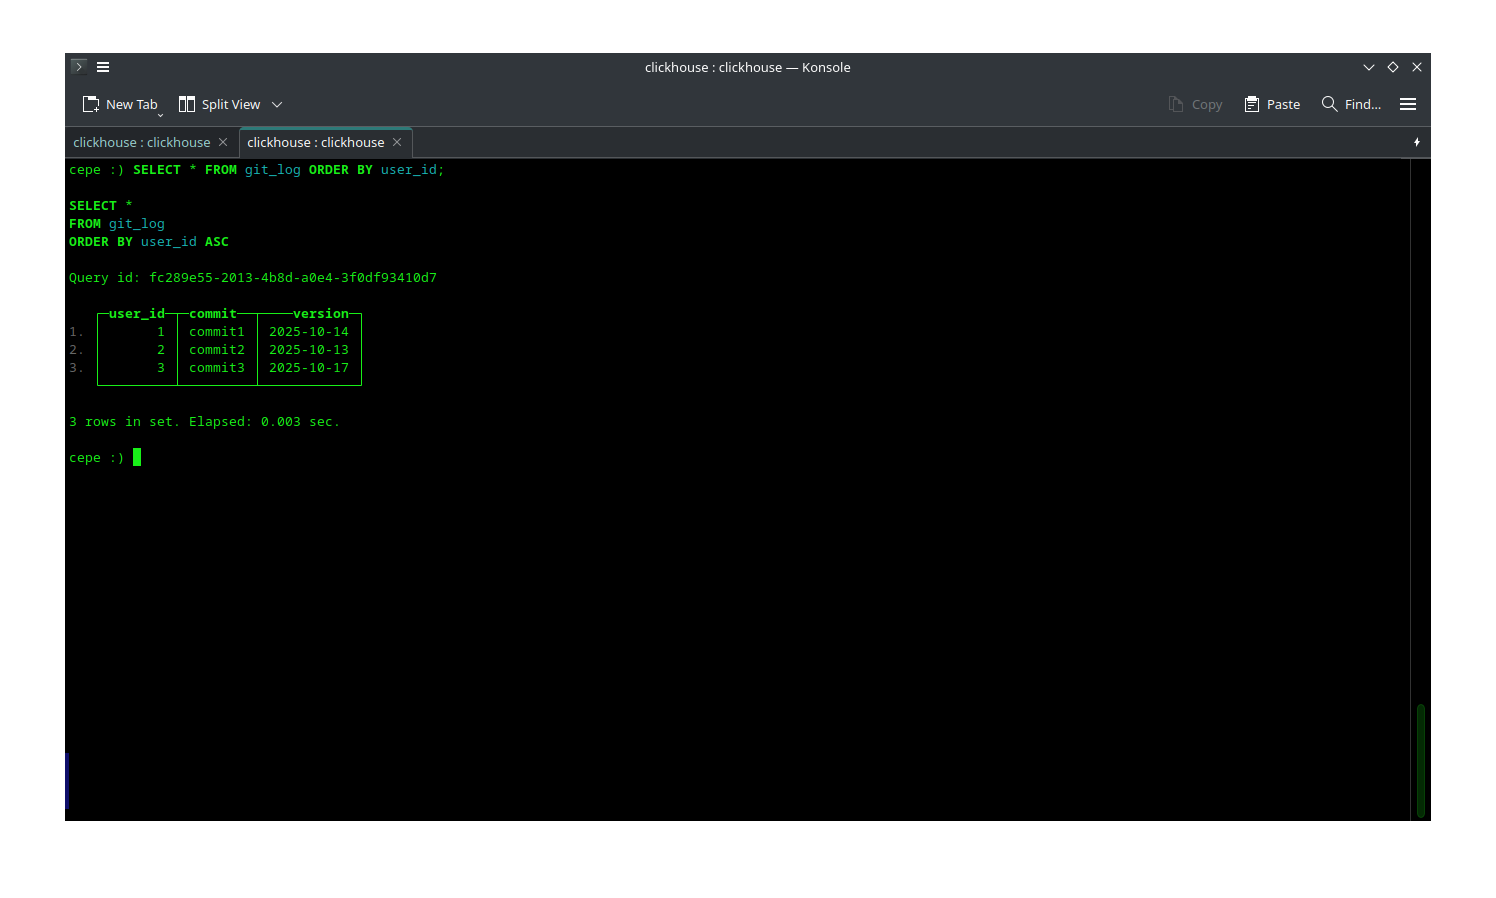 clickhouse : clickhouse — Konsole
New Tab Split View Copy Paste Find...
clickhouse : clickhouse clickhouse : clickhouse
cepe :) SELECT * FROM git_log ORDER BY user_id;
SELECT *
FROM git_log
ORDER BY user_id ASC
Query id: fc289e55-2013-4b8d-a0e4-3f0df93410d7
user_id commit version
1. 1 commit1 2025-10-14
2. 2 commit2 2025-10-13
3. 3 commit3 2025-10-17
3 rows in set. Elapsed: 0.003 sec.
cepe :)